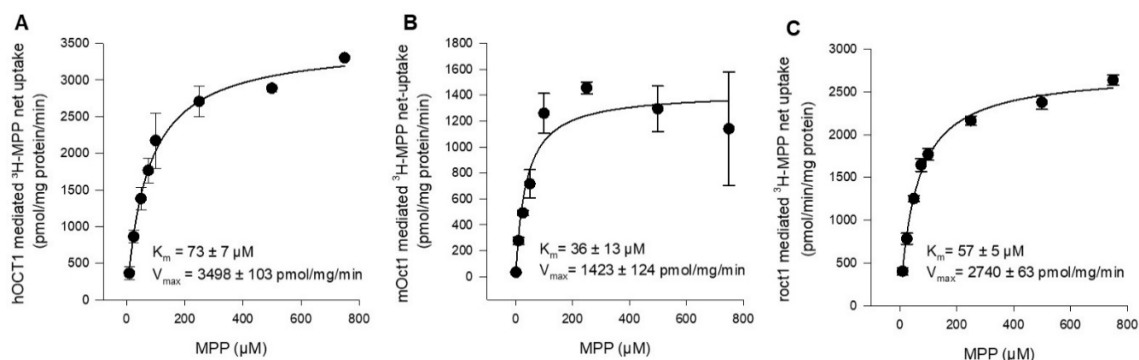 A
hOCT1 mediated ³H-MPP net uptake
(pmol/mg protein/min)
3500
3000
2500
2000
1500
1000
500
0
Km = 73 ± 7 µM
Vmax = 3498 ± 103 pmol/mg/min
0 200 400 600 800
MPP (µM)
B
mOct1 mediated ³H-MPP net-uptake
(pmol/mg protein/min)
1800
1600
1400
1200
1000
800
600
400
200
0
Km = 36 ± 13 µM
Vmax = 1423 ± 124 pmol/mg/min
0 200 400 600 800
MPP (µM)
C
roct1 mediated ³H-MPP net uptake
(pmol/min/mg protein)
3000
2500
2000
1500
1000
500
0
Km = 57 ± 5 µM
Vmax = 2740 ± 63 pmol/mg/min
0 200 400 600 800
MPP (µM)